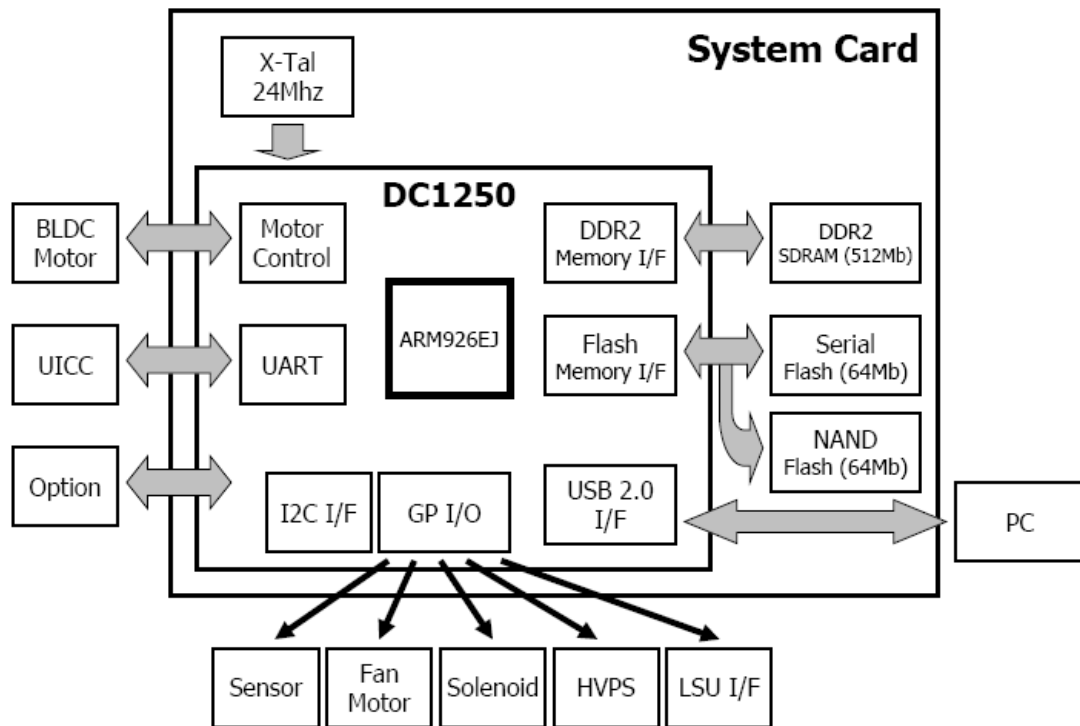 System Card
X-Tal
24Mhz
DC1250
BLDC
Motor
Motor
Control
DDR2
Memory I/F
DDR2
SDRAM (512Mb)
ARM926EJ
UICC
UART
Flash
Memory I/F
Serial
Flash (64Mb)
NAND
Flash (64Mb)
Option
I2C I/F
GP I/O
USB 2.0
I/F
PC
Sensor
Fan
Motor
Solenoid
HVPS
LSU I/F